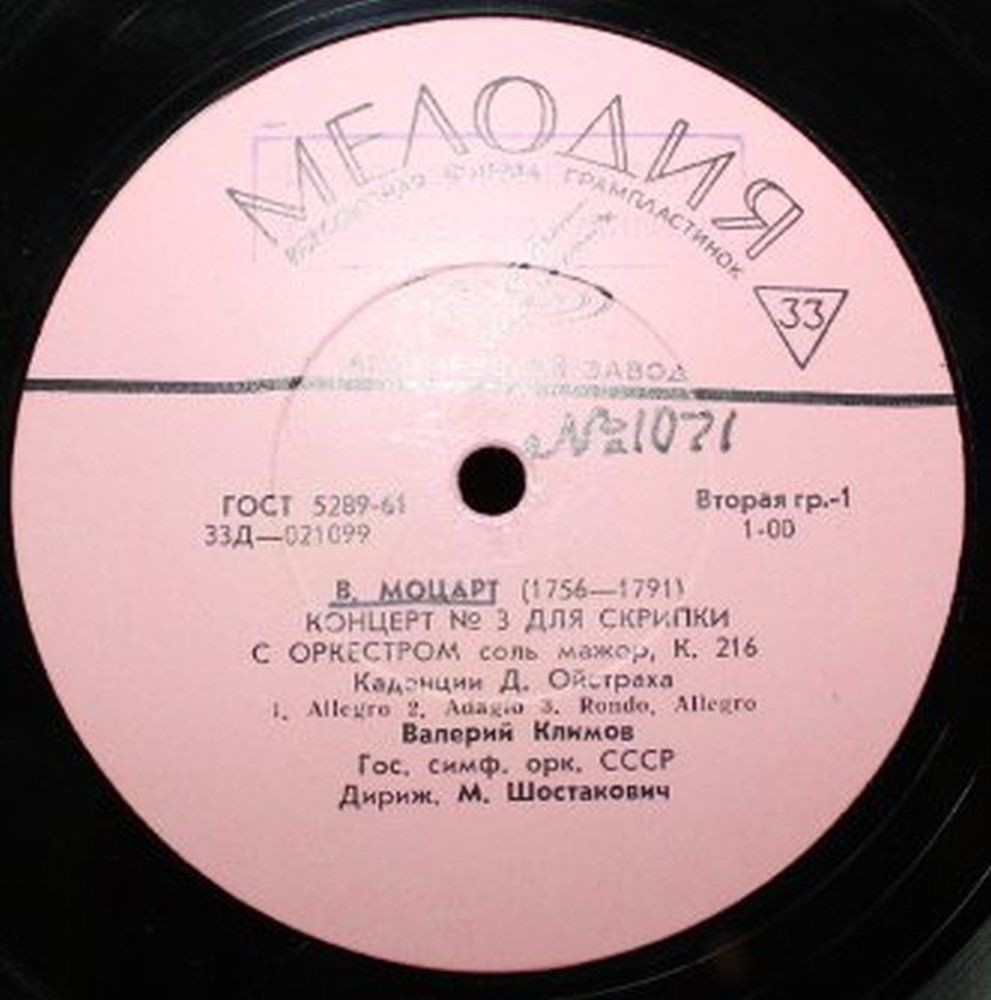 МЕЛОДИЯ
ВСЕСОЮЗНАЯ ФИРМА ГРАМПЛАСТИНОК
33
ЗАВОД
№1071
ГОСТ 5289-61
Вторая гр.-1
33Д—021099
1-00
В. МОЦАРТ (1756—1791)
КОНЦЕРТ № 3 ДЛЯ СКРИПКИ
С ОРКЕСТРОМ соль мажор, К. 216
Каденции Д. Ойстраха
1. Allegro 2. Adagio 3. Rondo, Allegro
Валерий Климов
Гос. симф. орк. СССР
Дириж. М. Шостакович